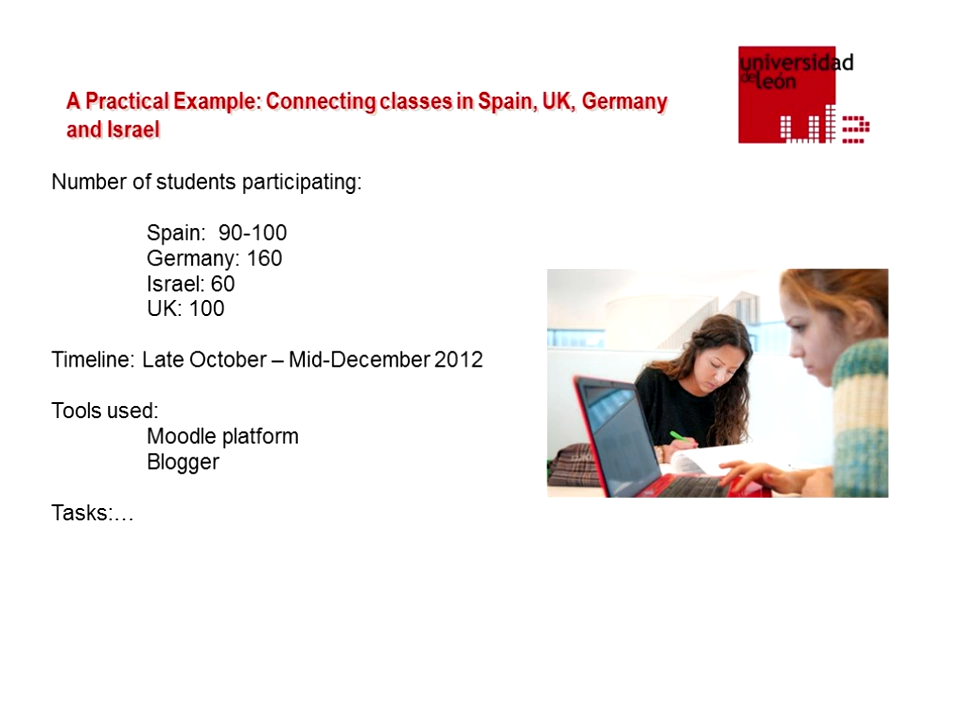 A Practical Example: Connecting classes in Spain, UK, Germany
and Israel
universidad
de león
Number of students participating:
Spain: 90-100
Germany: 160
Israel: 60
UK: 100
Timeline: Late October – Mid-December 2012
Tools used:
Moodle platform
Blogger
Tasks:…